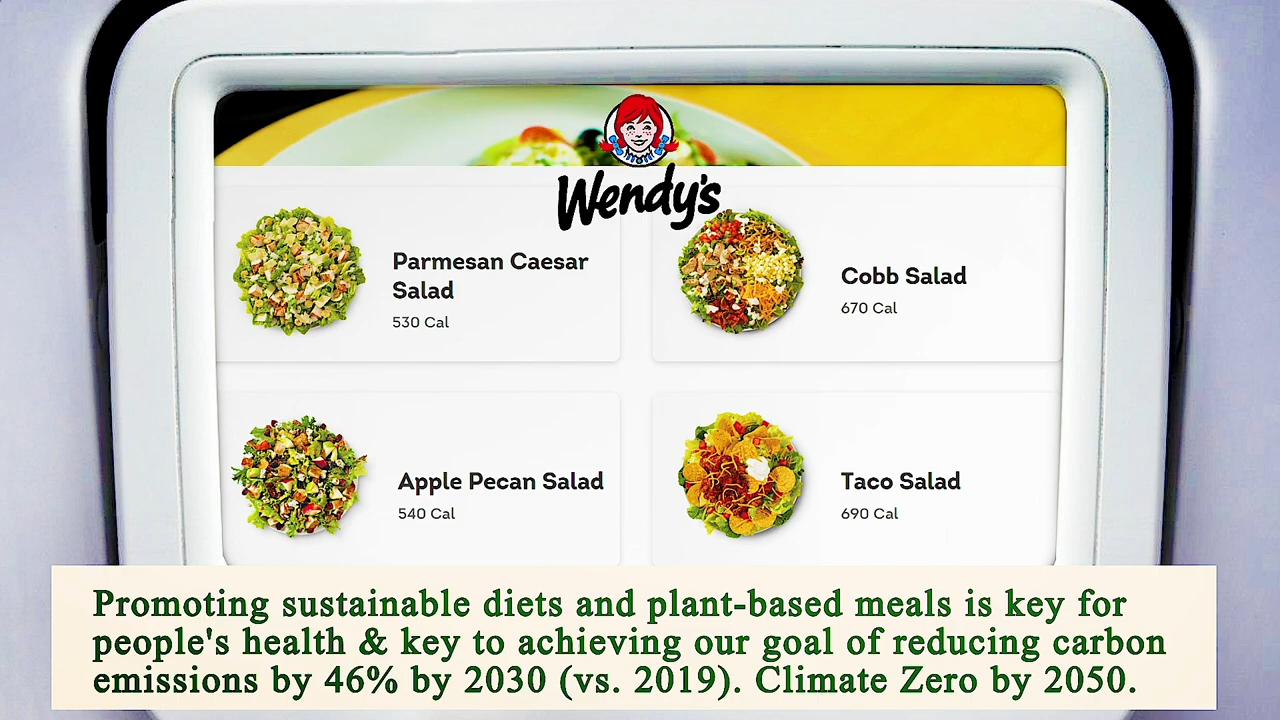 Wendy's
Parmesan Caesar
Salad
530 Cal
Cobb Salad
670 Cal
Apple Pecan Salad
540 Cal
Taco Salad
690 Cal
Promoting sustainable diets and plant-based meals is key for
people's health & key to achieving our goal of reducing carbon
emissions by 46% by 2030 (vs. 2019). Climate Zero by 2050.